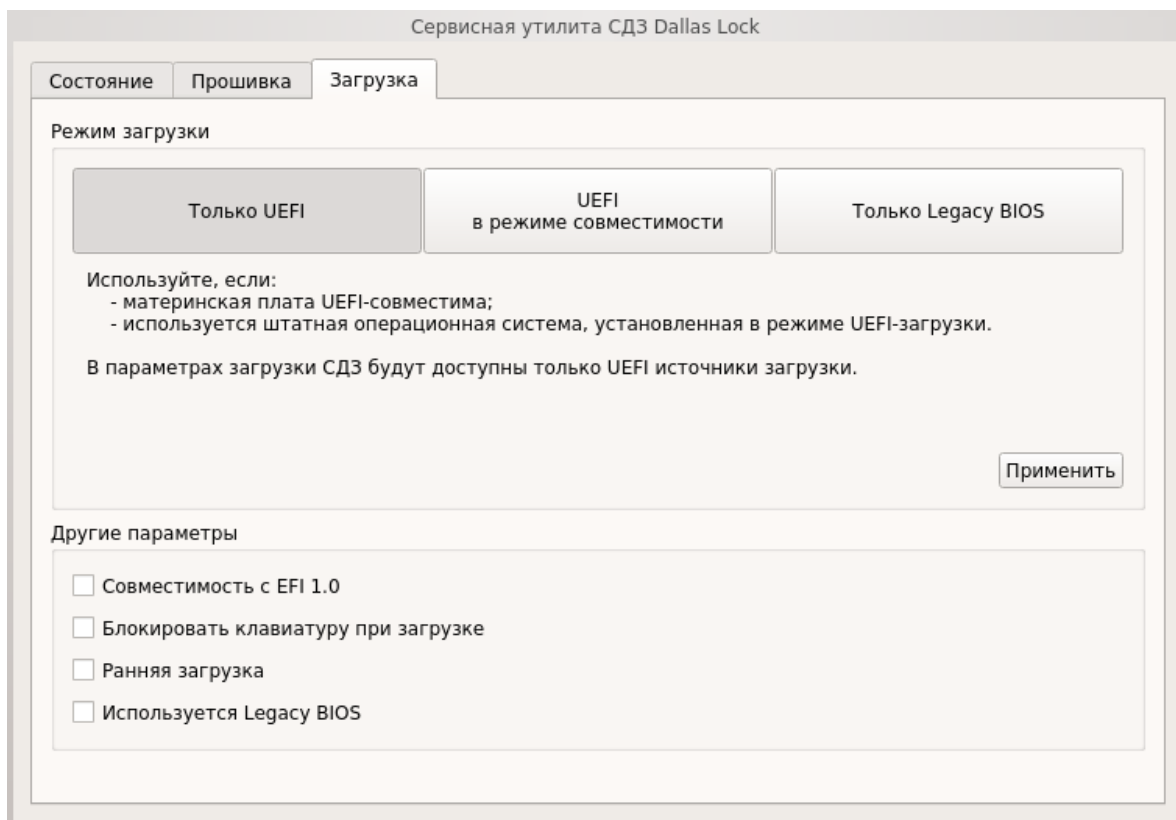 Сервисная утилита СДЗ Dallas Lock
Состояние
Прошивка
Загрузка
Режим загрузки
Только UEFI
UEFI
в режиме совместимости
Только Legacy BIOS
Используйте, если:
- материнская плата UEFI-совместима;
- используется штатная операционная система, установленная в режиме UEFI-загрузки.
В параметрах загрузки СДЗ будут доступны только UEFI источники загрузки.
Применить
Другие параметры
Совместимость с EFI 1.0
Блокировать клавиатуру при загрузке
Ранняя загрузка
Используется Legacy BIOS